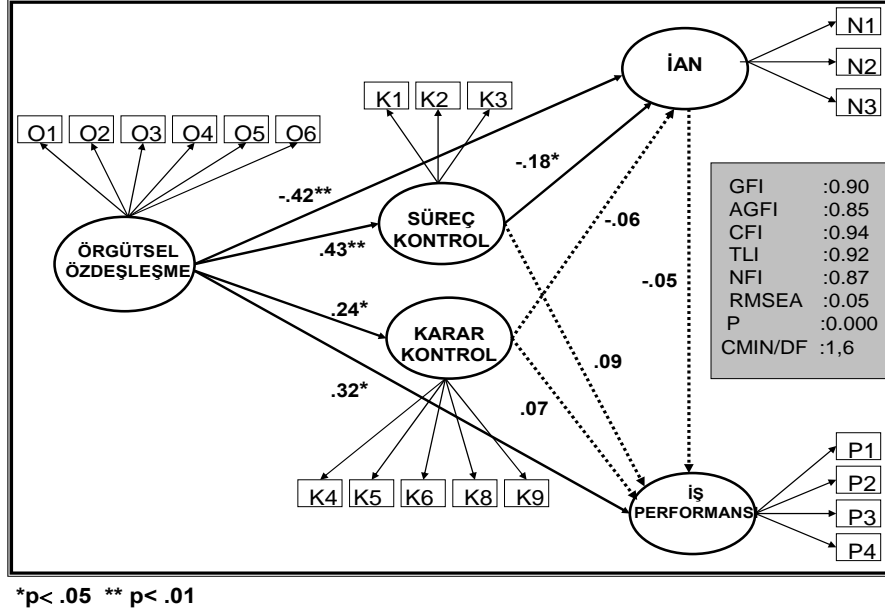 İAN
N1
N2
N3
K1 K2 K3
O1 O2 O3 O4 O5 O6
-.42**
-.18*
SÜREÇ
KONTROL
ÖRGÜTSEL
ÖZDEŞLEŞME
.43**
-.06
-.05
GFI :0.90
AGFI :0.85
CFI :0.94
TLI :0.92
NFI :0.87
RMSEA :0.05
P :0.000
CMIN/DF :1,6
.24*
KARAR
KONTROL
.32*
.09
.07
K4 K5 K6 K8 K9
İŞ
PERFORMANS
P1
P2
P3
P4
*p< .05 ** p< .01